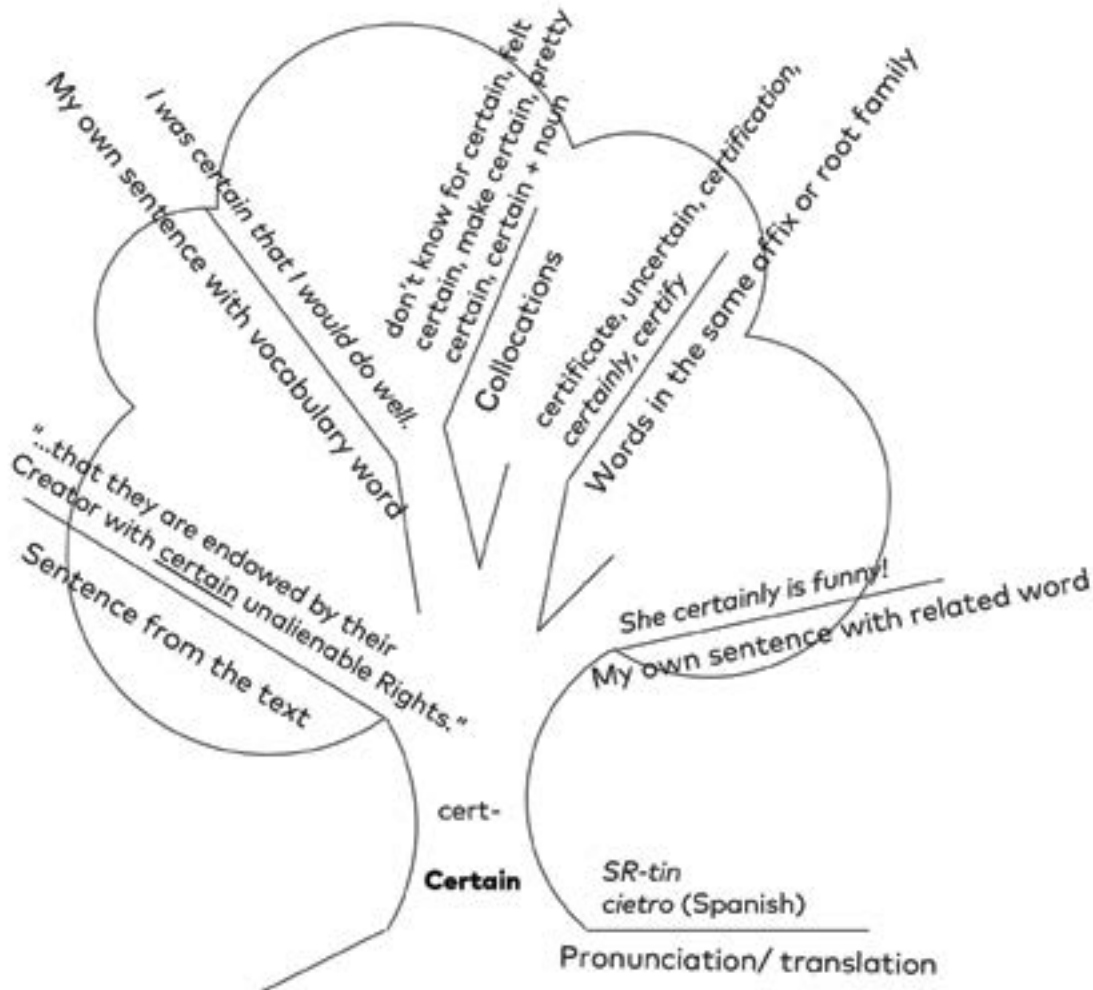 My own sentence with vocabulary word
I was certain that I would do well.
don't know for certain, felt
certain, make certain, pretty
certain, certain + noun
Collocations
certificate, uncertain, certification,
certainly, certify
Words in the same affix or root family
"...that they are endowed by their
Creator with certain unalienable Rights."
Sentence from the text
She certainly is funny!
My own sentence with related word
cert-
Certain
SR-tin
cietro (Spanish)
Pronunciation/ translation